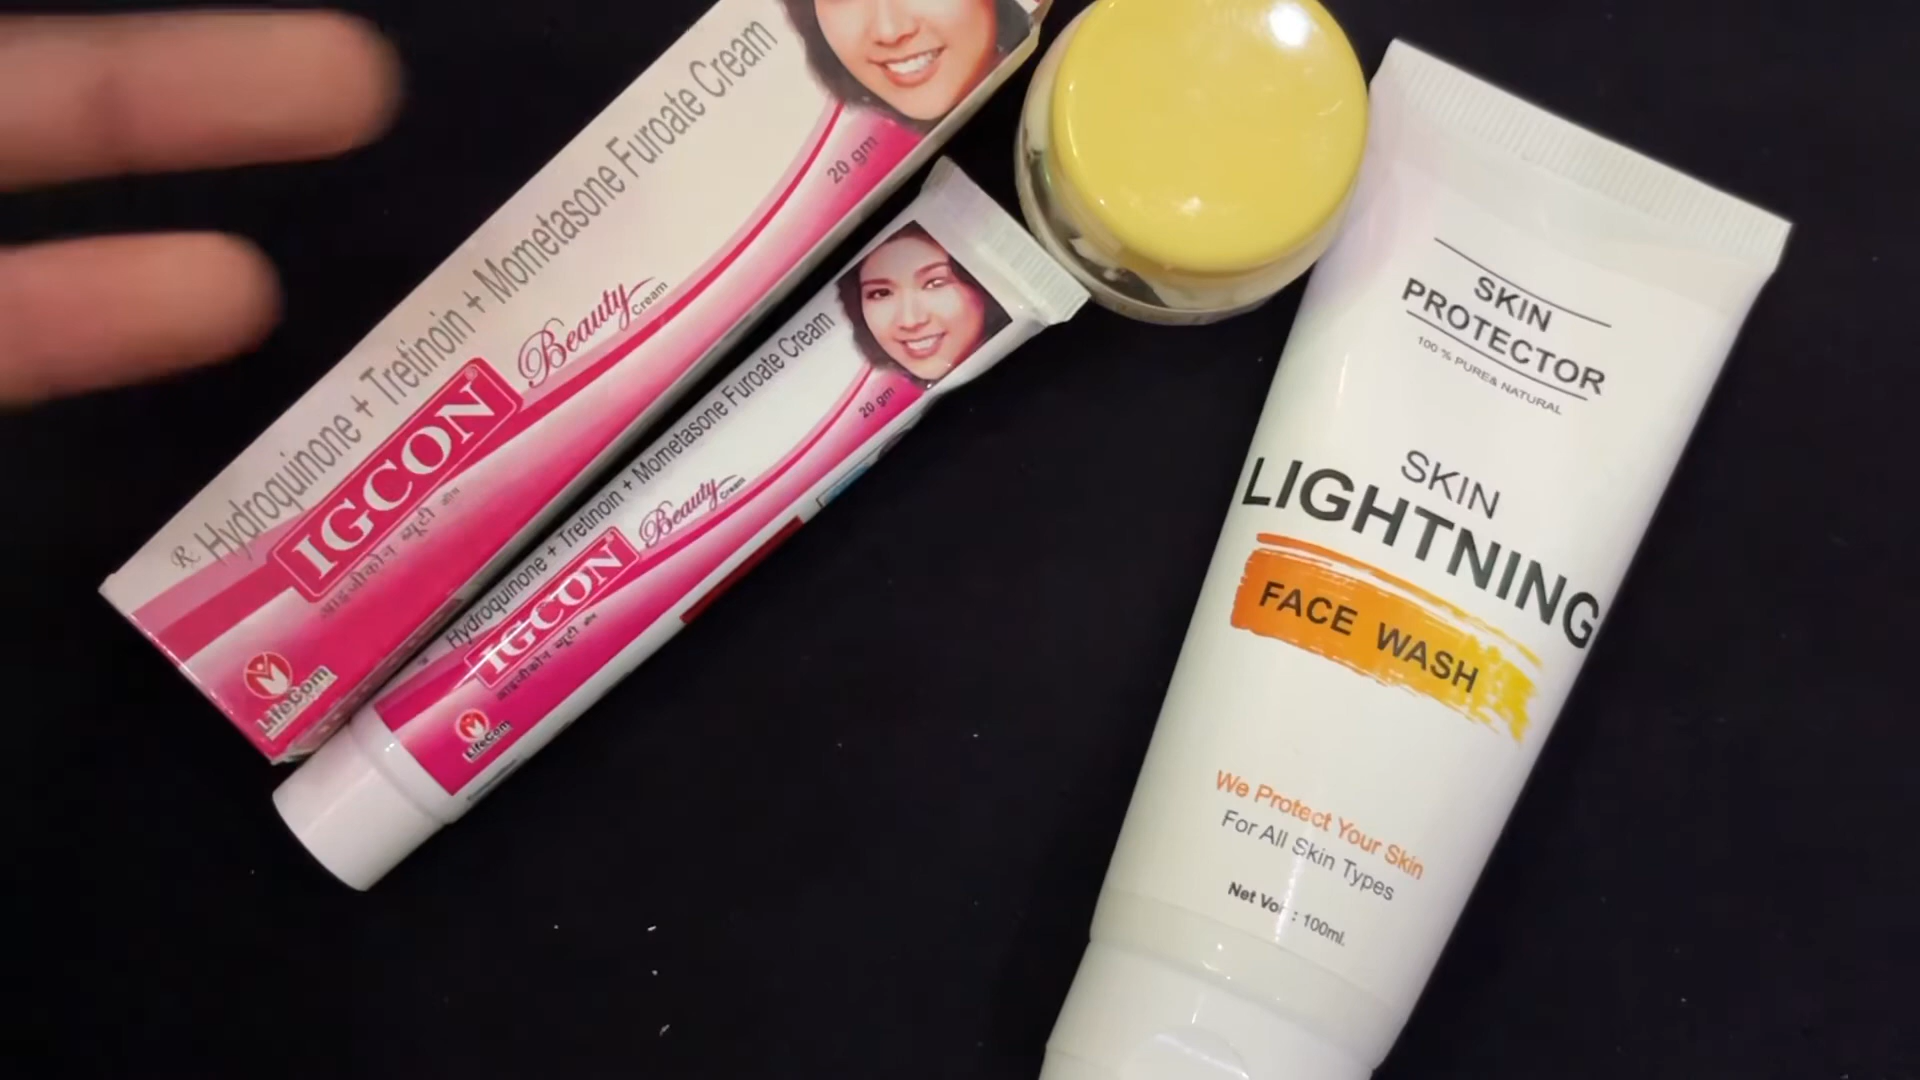 Hydroquinone + Tretinoin + Mometasone Furoate Cream
20 gm
IGCON®
Beauty
Cream
LifeCom
Hydroquinone + Tretinoin + Mometasone Furoate Cream
20 gm
IGCON
Beauty
Cream
आइजीकॉन ब्यूटी क्रीम
LifeCom
SKIN
PROTECTOR
100 % PURE& NATURAL
SKIN
LIGHTNING
FACE WASH
We Protect Your Skin
For All Skin Types
Net Vol : 100ml.